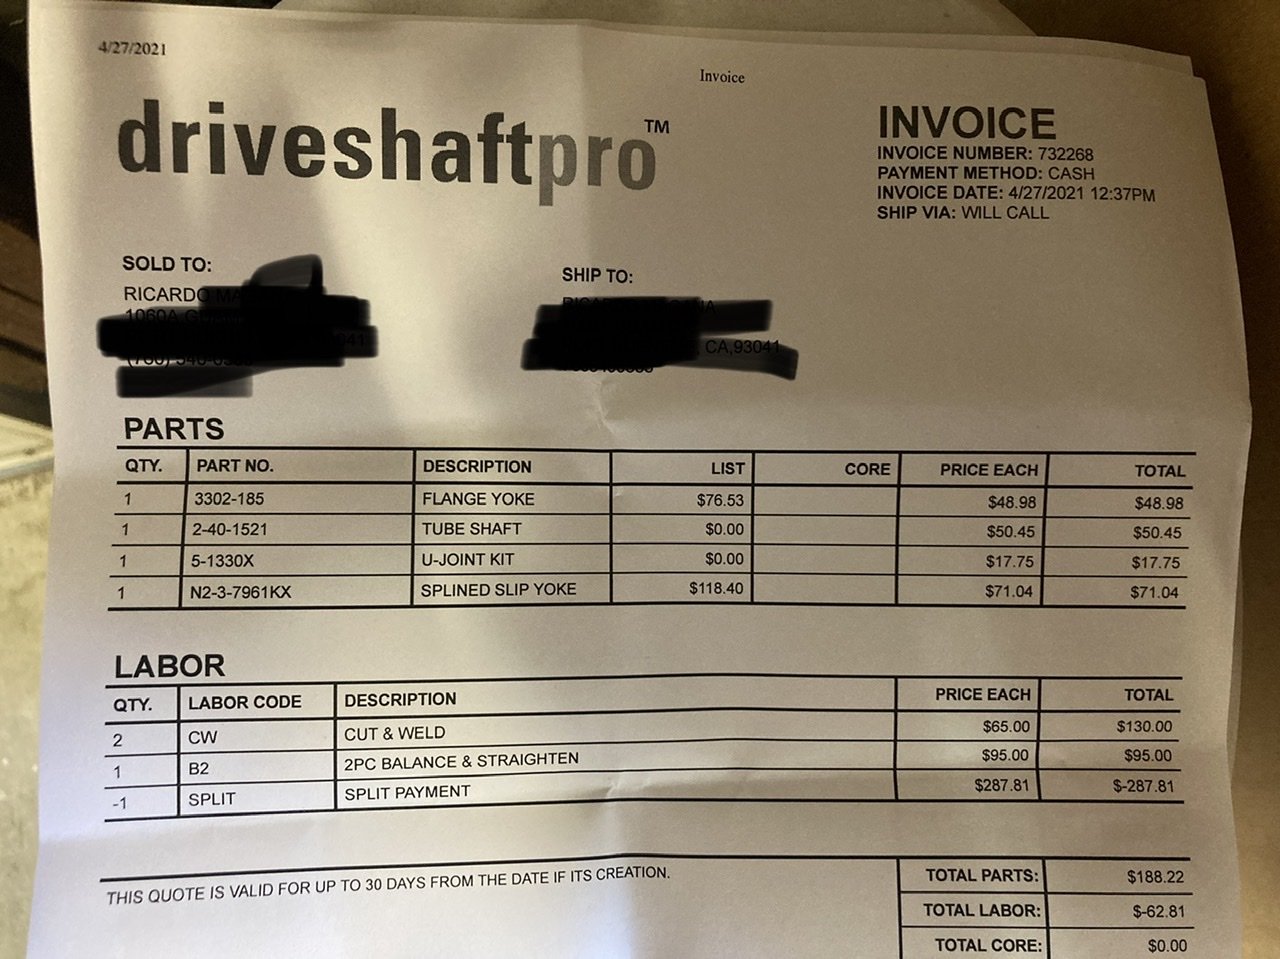 4/27/2021
Invoice
driveshaftpro™
INVOICE
INVOICE NUMBER: 732268
PAYMENT METHOD: CASH
INVOICE DATE: 4/27/2021 12:37PM
SHIP VIA: WILL CALL
SOLD TO:
RICARDO
SHIP TO:
CA,93041
PARTS
QTY. PART NO. DESCRIPTION LIST CORE PRICE EACH TOTAL
1 3302-185 FLANGE YOKE $76.53 $48.98 $48.98
1 2-40-1521 TUBE SHAFT $0.00 $50.45 $50.45
1 5-1330X U-JOINT KIT $0.00 $17.75 $17.75
1 N2-3-7961KX SPLINED SLIP YOKE $118.40 $71.04 $71.04
LABOR
QTY. LABOR CODE DESCRIPTION PRICE EACH TOTAL
2 CW CUT & WELD $65.00 $130.00
1 B2 2PC BALANCE & STRAIGHTEN $95.00 $95.00
-1 SPLIT SPLIT PAYMENT $287.81 $-287.81
THIS QUOTE IS VALID FOR UP TO 30 DAYS FROM THE DATE IF ITS CREATION.
TOTAL PARTS: $188.22
TOTAL LABOR: $-62.81
TOTAL CORE: $0.00